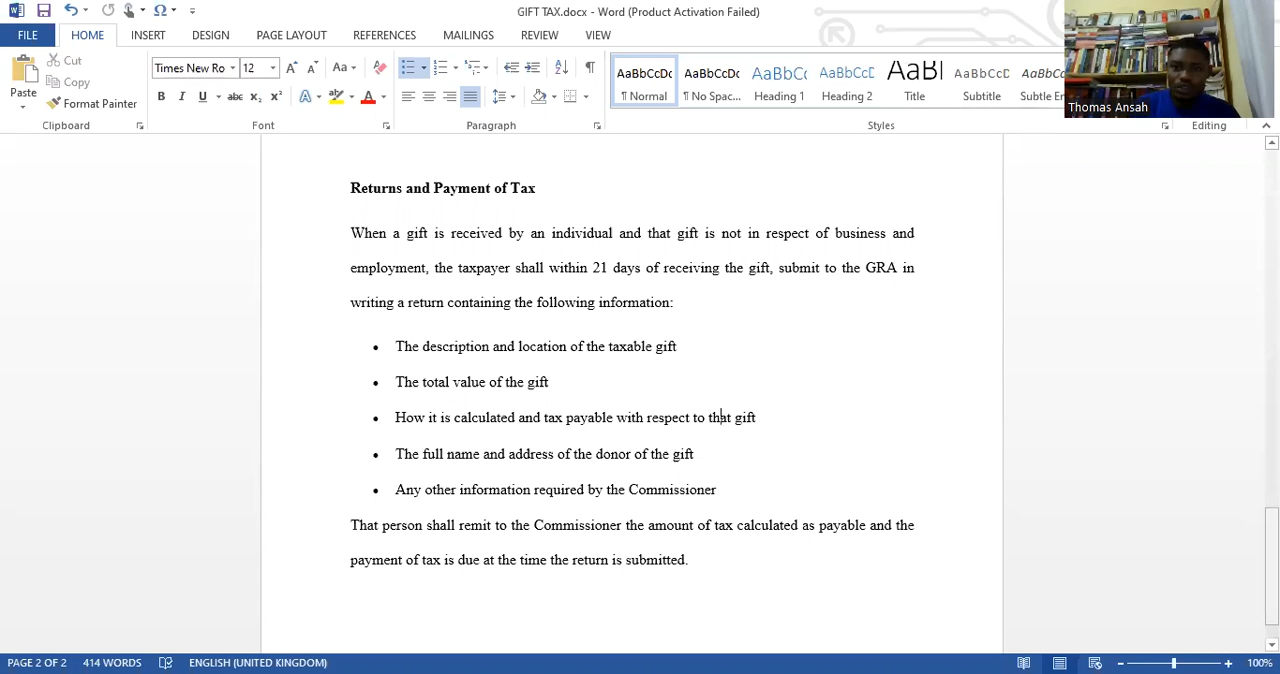 GIFT TAX.docx - Word (Product Activation Failed)
FILE HOME INSERT DESIGN PAGE LAYOUT REFERENCES MAILINGS REVIEW VIEW
Cut
Copy
Format Painter
Paste
Clipboard
Times New Ro 12
Font
Paragraph
AaBbCcDc AaBbCcDc AaBbCc AaBbCcD AaBl AaBbCcD AaBbCcD
¶ Normal ¶ No Spac... Heading 1 Heading 2 Title Subtitle Subtle Em
Styles
Editing
Thomas Ansah
Returns and Payment of Tax
When a gift is received by an individual and that gift is not in respect of business and
employment, the taxpayer shall within 21 days of receiving the gift, submit to the GRA in
writing a return containing the following information:
• The description and location of the taxable gift
• The total value of the gift
• How it is calculated and tax payable with respect to that gift
• The full name and address of the donor of the gift
• Any other information required by the Commissioner
That person shall remit to the Commissioner the amount of tax calculated as payable and the
payment of tax is due at the time the return is submitted.
PAGE 2 OF 2 414 WORDS ENGLISH (UNITED KINGDOM) 100%